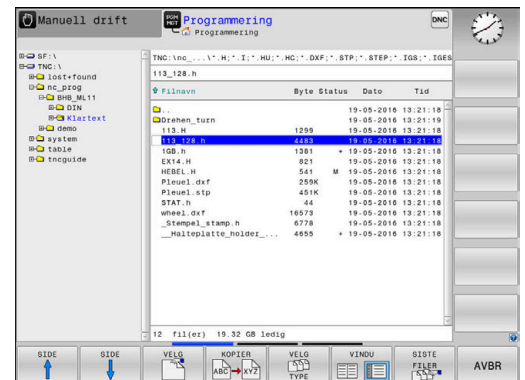 Manuell drift
PGM
MGT
Programmering
Programmering
DNC
SF:\
TNC:\
lost+found
nc_prog
BHB_ML11
DIN
Klartext
demo
system
table
tncguide
TNC:\nc_...\*.H;*.I;*.HU;*.HC;*.DXF;*.STP;*.STEP;*.IGS;*.IGES
113_128.h
Filnavn Byte Status Dato Tid
.. 19-05-2016 13:21:18
Drehen_turn 19-05-2016 13:21:19
113.H 1299 19-05-2016 13:21:18
113_128.h 4483 19-05-2016 13:21:18
1GB.h 1381 + 19-05-2016 13:21:18
EX14.H 821 19-05-2016 13:21:18
HEBEL.H 541 M 19-05-2016 13:21:18
Pleuel.dxf 259K 19-05-2016 13:21:18
Pleuel.stp 451K 19-05-2016 13:21:18
STAT.h 44 19-05-2016 13:21:18
wheel.dxf 16573 19-05-2016 13:21:18
_Stempel_stamp.h 6778 19-05-2016 13:21:18
__Halteplatte_holder_... 4655 + 19-05-2016 13:21:18
12 fil(er) 19.32 GB ledig
SIDE
SIDE
VELG
KOPIER
ABC XYZ
VELG
TYPE
VINDU
SISTE
FILER
AVBR